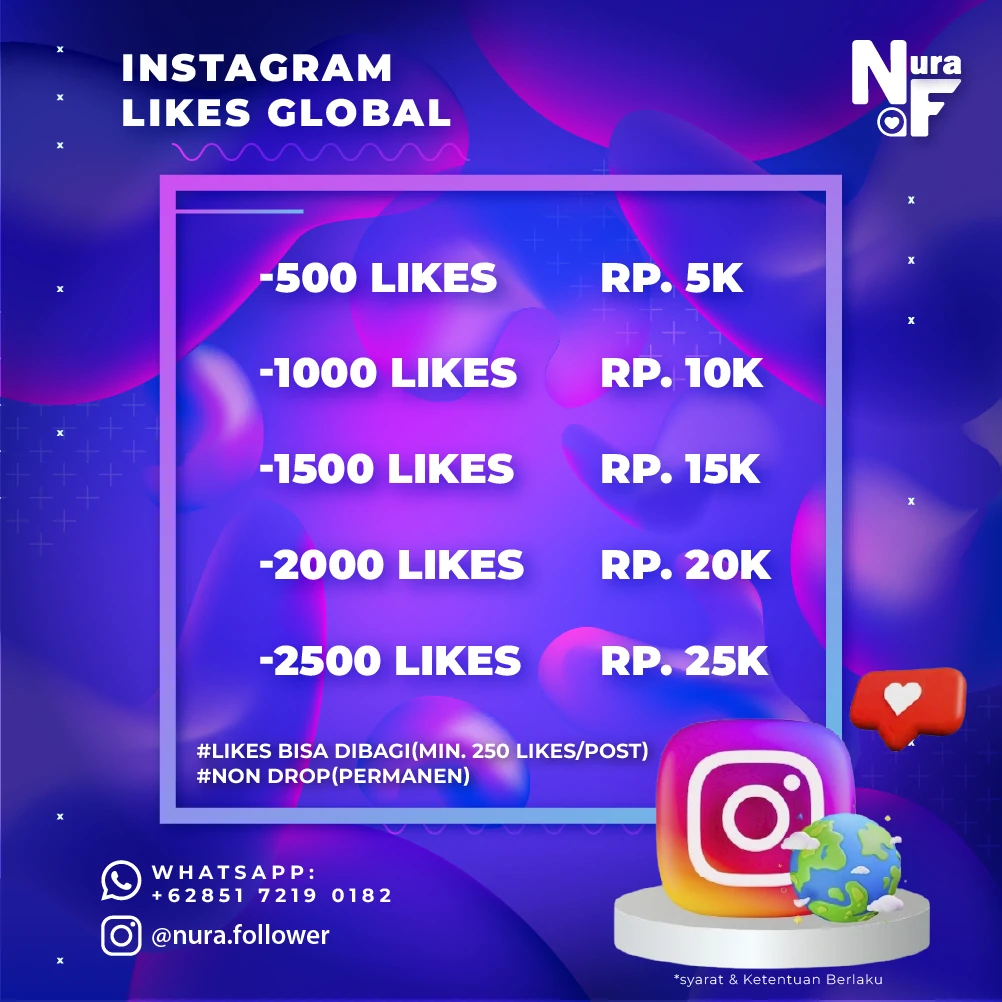 INSTAGRAM
LIKES GLOBAL
Nura
F
-500 LIKES RP. 5K
-1000 LIKES RP. 10K
-1500 LIKES RP. 15K
-2000 LIKES RP. 20K
-2500 LIKES RP. 25K
#LIKES BISA DIBAGI(MIN. 250 LIKES/POST)
#NON DROP(PERMANEN)
WHATSAPP:
+62851 7219 0182
@nura.follower
*syarat & Ketentuan Berlaku